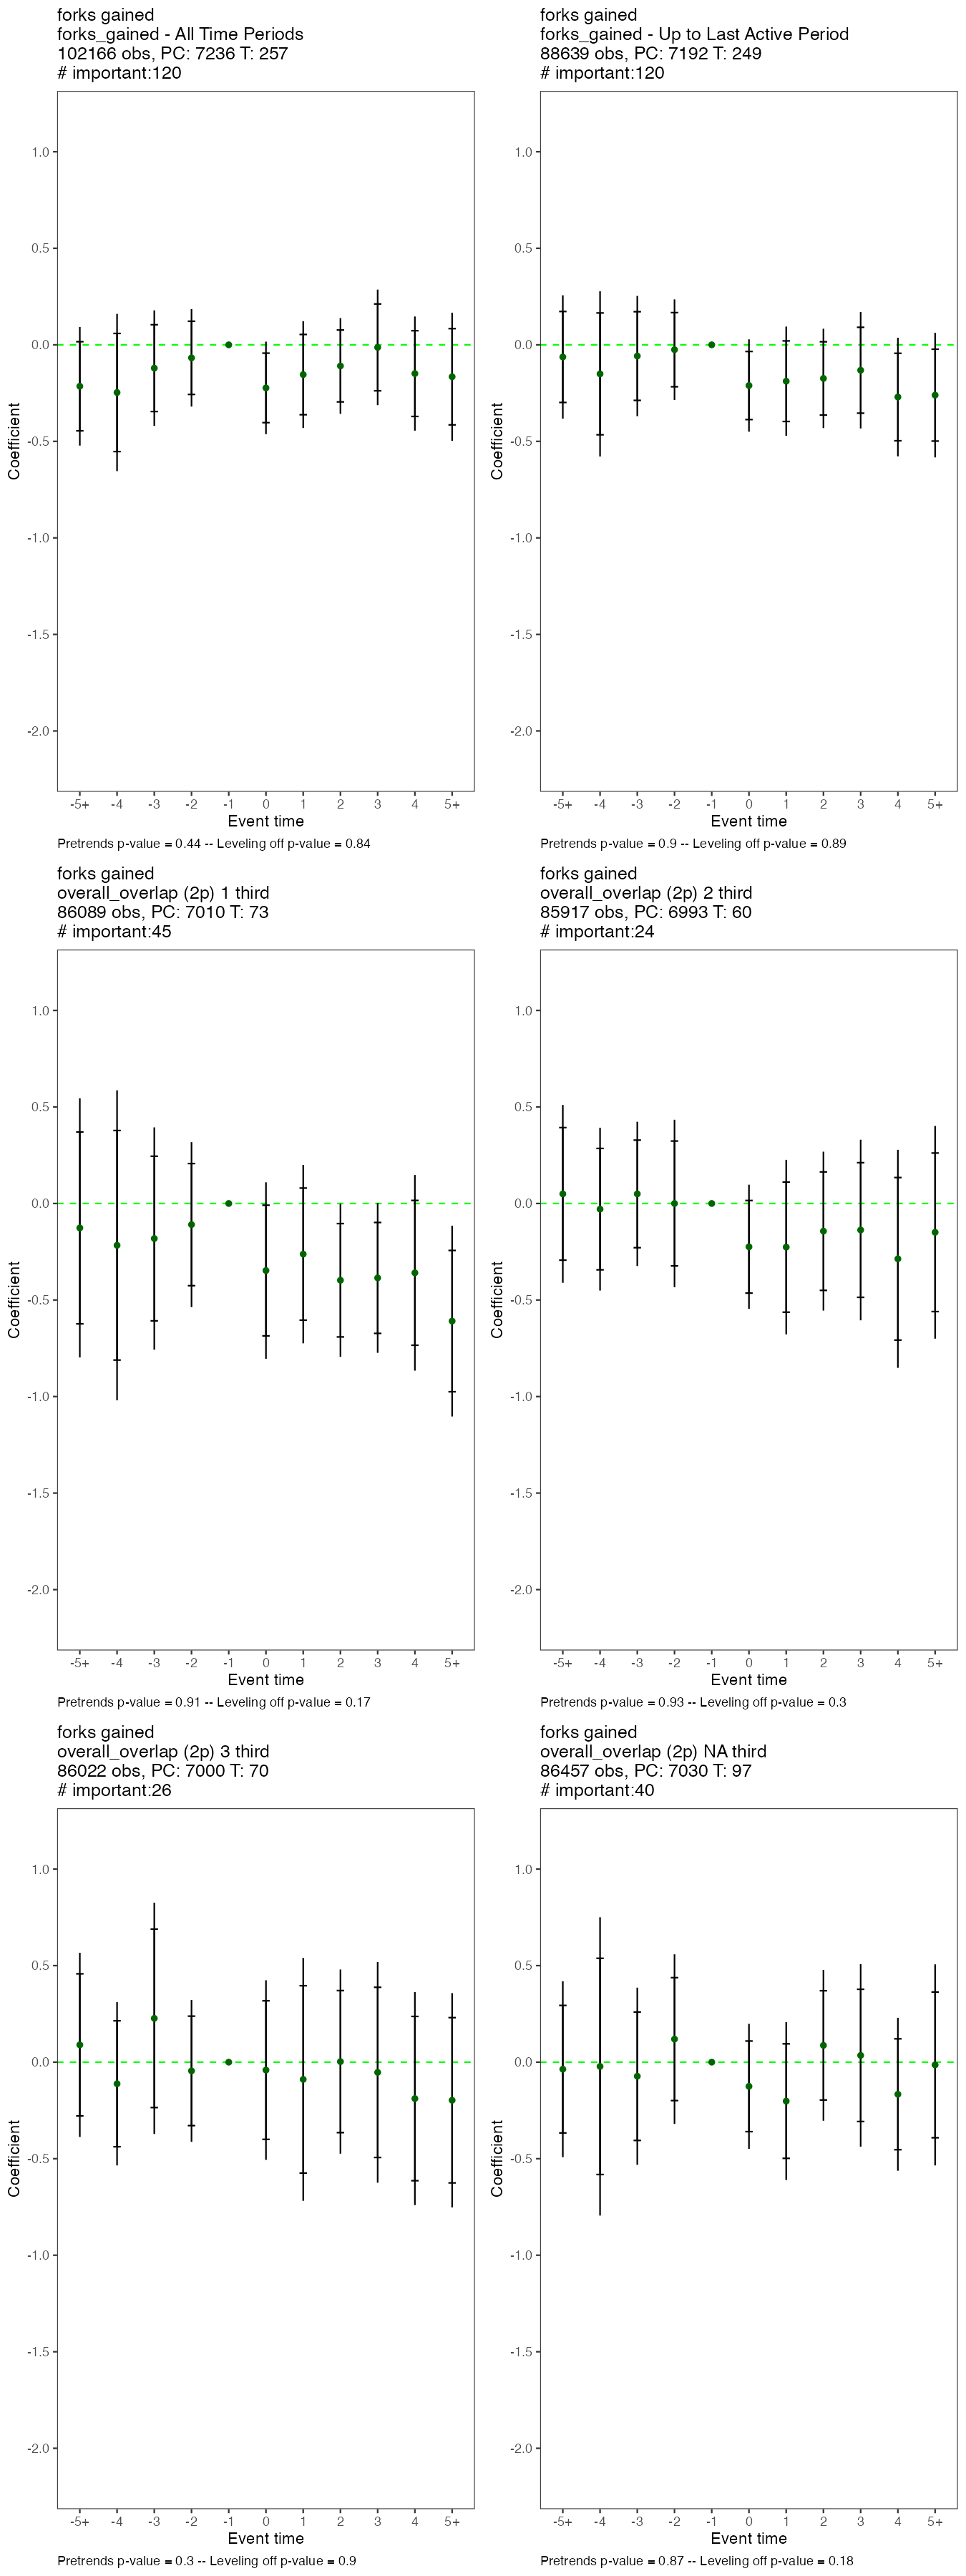 forks gained
forks_gained - All Time Periods
102166 obs, PC: 7236 T: 257
# important:120
1.0
0.5
0.0
-0.5
-1.0
-1.5
-2.0
Coefficient
-5+ -4 -3 -2 -1 0 1 2 3 4 5+
Event time
Pretrends p-value = 0.44 -- Leveling off p-value = 0.84
forks gained
forks_gained - Up to Last Active Period
88639 obs, PC: 7192 T: 249
# important:120
1.0
0.5
0.0
-0.5
-1.0
-1.5
-2.0
Coefficient
-5+ -4 -3 -2 -1 0 1 2 3 4 5+
Event time
Pretrends p-value = 0.9 -- Leveling off p-value = 0.89
forks gained
overall_overlap (2p) 1 third
86089 obs, PC: 7010 T: 73
# important:45
1.0
0.5
0.0
-0.5
-1.0
-1.5
-2.0
Coefficient
-5+ -4 -3 -2 -1 0 1 2 3 4 5+
Event time
Pretrends p-value = 0.91 -- Leveling off p-value = 0.17
forks gained
overall_overlap (2p) 2 third
85917 obs, PC: 6993 T: 60
# important:24
1.0
0.5
0.0
-0.5
-1.0
-1.5
-2.0
Coefficient
-5+ -4 -3 -2 -1 0 1 2 3 4 5+
Event time
Pretrends p-value = 0.93 -- Leveling off p-value = 0.3
forks gained
overall_overlap (2p) 3 third
86022 obs, PC: 7000 T: 70
# important:26
1.0
0.5
0.0
-0.5
-1.0
-1.5
-2.0
Coefficient
-5+ -4 -3 -2 -1 0 1 2 3 4 5+
Event time
Pretrends p-value = 0.3 -- Leveling off p-value = 0.9
forks gained
overall_overlap (2p) NA third
86457 obs, PC: 7030 T: 97
# important:40
1.0
0.5
0.0
-0.5
-1.0
-1.5
-2.0
Coefficient
-5+ -4 -3 -2 -1 0 1 2 3 4 5+
Event time
Pretrends p-value = 0.87 -- Leveling off p-value = 0.18